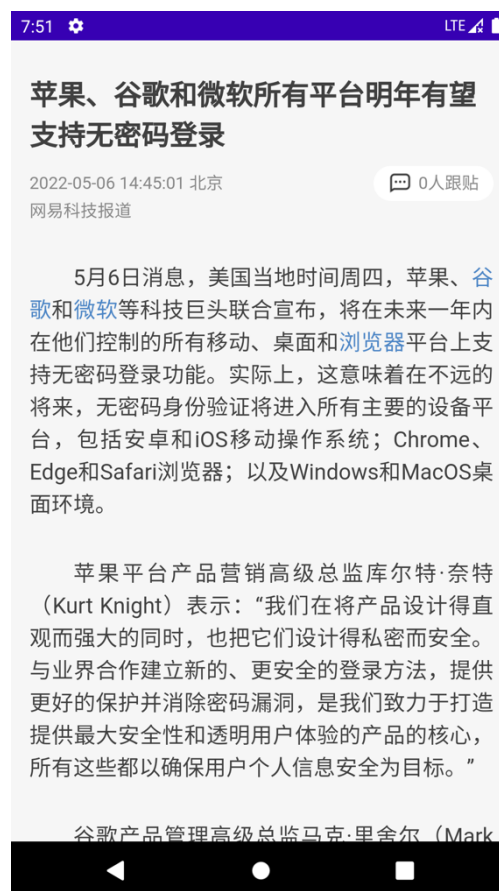 7:51
LTE
苹果、谷歌和微软所有平台明年有望
支持无密码登录
2022-05-06 14:45:01 北京
0人跟贴
网易科技报道
5月6日消息，美国当地时间周四，苹果、谷
歌和微软等科技巨头联合宣布，将在未来一年内
在他们控制的所有移动、桌面和浏览器平台上支
持无密码登录功能。实际上，这意味着在不远的
将来，无密码身份验证将进入所有主要的设备平
台，包括安卓和iOS移动操作系统；Chrome、
Edge和Safari浏览器；以及Windows和MacOS桌
面环境。
苹果平台产品营销高级总监库尔特·奈特
（Kurt Knight）表示：“我们在将产品设计得直
观而强大的同时，也把它们设计得私密而安全。
与业界合作建立新的、更安全的登录方法，提供
更好的保护并消除密码漏洞，是我们致力于打造
提供最大安全性和透明用户体验的产品的核心，
所有这些都以确保用户个人信息安全为目标。”
谷歌产品管理高级总监马克·里舍尔（Mark